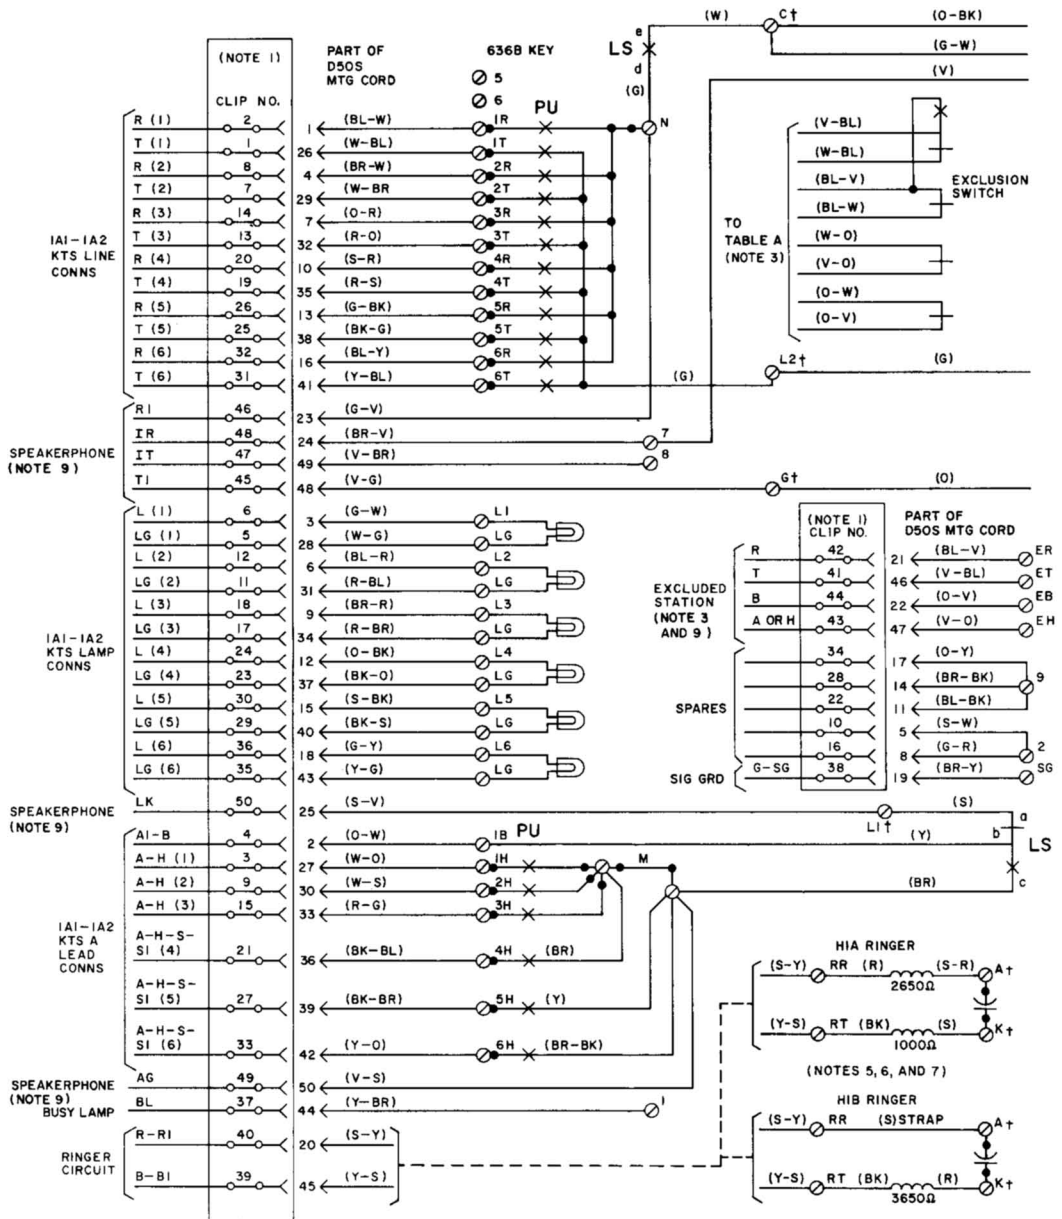 (W) C† (O-BK)
(NOTE 1) PART OF D50S MTG CORD 636B KEY e LS (G-W)
5 d (V)
CLIP NO. 6 PU (G)
R (1) 2 1 (BL-W) 1R N (V-BL)
T (1) 1 26 (W-BL) 1T (W-BL)
R (2) 8 4 (BR-W) 2R (BL-V) EXCLUSION SWITCH
T (2) 7 29 (W-BR 2T (BL-W)
R (3) 14 7 (O-R) 3R TO TABLE A (NOTE 3)
1A1-1A2 KTS LINE CONNS
T (3) 13 32 (R-O) 3T (W-O)
R (4) 20 10 (S-R) 4R (V-O)
T (4) 19 35 (R-S) 4T (O-W)
R (5) 26 13 (G-BK) 5R (O-V)
T (5) 25 38 (BK-G) 5T
R (6) 32 16 (BL-Y) 6R L2† (G)
T (6) 31 41 (Y-BL) 6T (G)
R1 46 23 (G-V)
SPEAKERPHONE (NOTE 9)
1R 48 24 (BR-V) 7
1T 47 49 (V-BR) 8
T1 45 48 (V-G) G† (O)
L (1) 6 3 (G-W) L1
LG (1) 5 28 (W-G) LG
L (2) 12 6 (BL-R) L2
LG (2) 11 31 (R-BL) LG
L (3) 18 9 (BR-R) L3
1A1-1A2 KTS LAMP CONNS
LG (3) 17 34 (R-BR) LG
L (4) 24 12 (O-BK) L4
LG (4) 23 37 (BK-O) LG
L (5) 30 15 (S-BK) L5
LG (5) 29 40 (BK-S) LG
L (6) 36 18 (G-Y) L6
LG (6) 35 43 (Y-G) LG
(NOTE 1) CLIP NO. PART OF D50S MTG CORD
EXCLUDED STATION (NOTE 3 AND 9)
R 42 21 (BL-V) ER
T 41 46 (V-BL) ET
B 44 22 (O-V) EB
A OR H 43 47 (V-O) EH
SPARES
34 17 (O-Y)
28 14 (BR-BK) 9
22 11 (BL-BK)
10 5 (S-W)
16 8 (G-R) 2
SIG GRD G-SG 38 19 (BR-Y) SG
SPEAKERPHONE (NOTE 9)
LK 50 25 (S-V) L1† (S) a
A1-B 4 2 (O-W) 1B PU (Y) b LS
A-H (1) 3 27 (W-O) 1H M
A-H (2) 9 30 (W-S) 2H (BR) c
A-H (3) 15 33 (R-G) 3H
1A1-1A2 KTS A LEAD CONNS
A-H-S-
S1 (4) 21 36 (BK-BL) 4H (BR)
A-H-S-
S1 (5) 27 39 (BK-BR) 5H (Y)
A-H-S-
S1 (6) 33 42 (Y-O) 6H (BR-BK)
SPEAKERPHONE (NOTE 9)
AG 49 50 (V-S)
BUSY LAMP BL 37 44 (Y-BR) 1
RINGER CIRCUIT
R-R1 40 20 (S-Y)
B-B1 39 45 (Y-S)
H1A RINGER
(S-Y) RR (R) (S-R) A†
2650Ω
(Y-S) RT (BK) (S) K†
1000Ω
(NOTES 5, 6, AND 7)
H1B RINGER
(S-Y) RR (S) STRAP A†
(Y-S) RT (BK) (R) K†
3650Ω